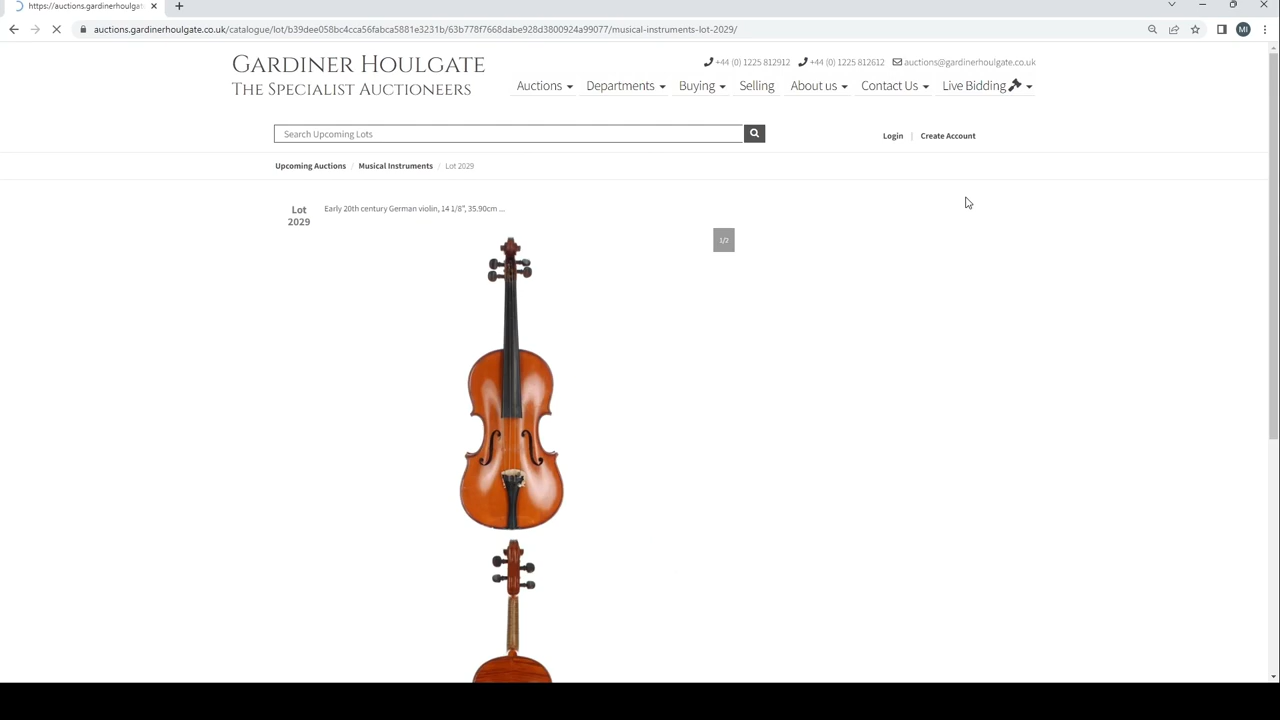 https://auctions.gardinerhoulgat
auctions.gardinerhoulgate.co.uk/catalogue/lot/b39dee058bc4cca56fabca5881e3231b/63b778f7668dabe928d3800924a99077/musical-instruments-lot-2029/
MI
GARDINER HOULGATE
THE SPECIALIST AUCTIONEERS
+44 (0) 1225 812912 +44 (0) 1225 812612 auctions@gardinerhoulgate.co.uk
Auctions Departments Buying Selling About us Contact Us Live Bidding
Search Upcoming Lots
Login | Create Account
Upcoming Auctions / Musical Instruments / Lot 2029
Lot
2029
Early 20th century German violin, 14 1/8", 35.90cm ...
1/2